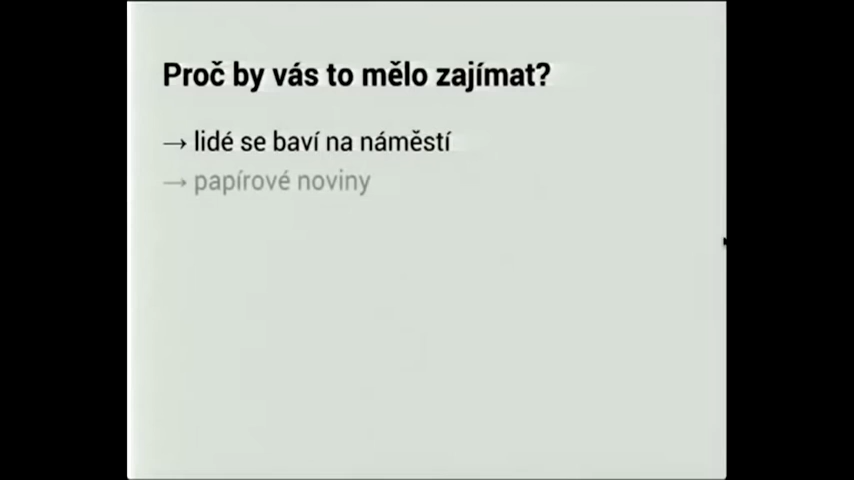 Proč by vás to mělo zajímat?
→ lidé se baví na náměstí
→ papírové noviny